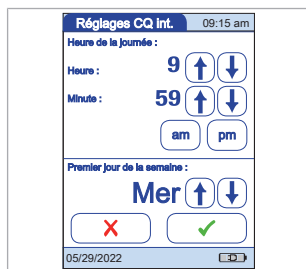 Réglages CQ int. 09:15 am
Heure de la journée :
Heure : 9
Minute : 59
am pm
Premier jour de la semaine :
Mer
05/29/2022